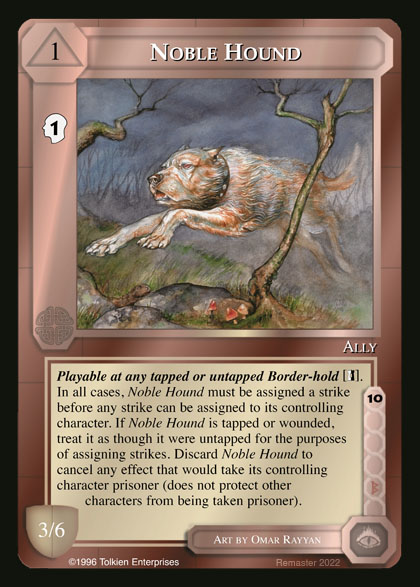 1
NOBLE HOUND
1
ALLY
Playable at any tapped or untapped Border-hold [].
In all cases, Noble Hound must be assigned a strike
before any strike can be assigned to its controlling
character. If Noble Hound is tapped or wounded,
treat it as though it were untapped for the purposes
of assigning strikes. Discard Noble Hound to
cancel any effect that would take its controlling
character prisoner (does not protect other
characters from being taken prisoner).
10
3/6
ART BY OMAR RAYYAN
©1996 Tolkien Enterprises
Remaster 2022